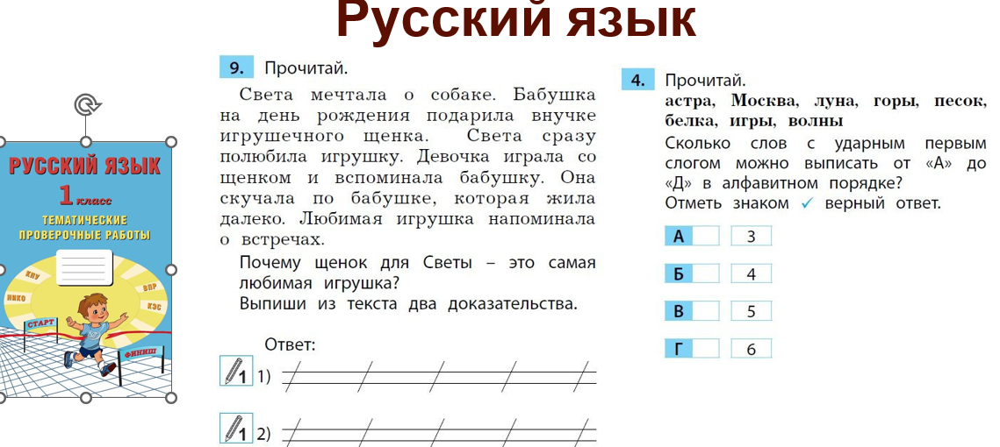 Русский язык
РУССКИЙ ЯЗЫК
1 класс
ТЕМАТИЧЕСКИЕ
ПРОВЕРОЧНЫЕ РАБОТЫ
КПУ
НИКО
ВПР
КЭС
СТАРТ
ФИНИШ
9. Прочитай.
Света мечтала о собаке. Бабушка
на день рождения подарила внучке
игрушечного щенка. Света сразу
полюбила игрушку. Девочка играла со
щенком и вспоминала бабушку. Она
скучала по бабушке, которая жила
далеко. Любимая игрушка напоминала
о встречах.
Почему щенок для Светы – это самая
любимая игрушка?
Выпиши из текста два доказательства.
Ответ:
1 1)
1 2)
4. Прочитай.
астра, Москва, луна, горы, песок,
белка, игры, волны
Сколько слов с ударным первым
слогом можно выписать от «А» до
«Д» в алфавитном порядке?
Отметь знаком ✓ верный ответ.
А 3
Б 4
В 5
Г 6